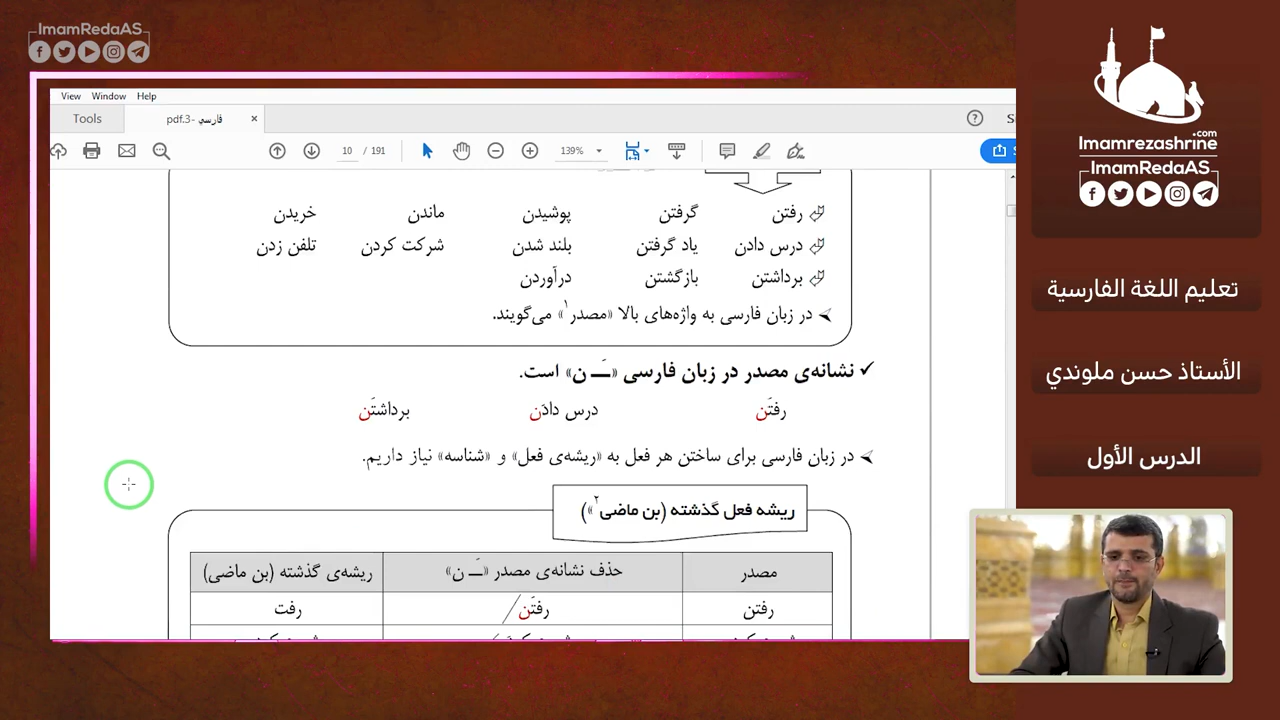 ImamRedaAS
View Window Help
Tools
فارسي -3.pdf ×
10 / 191
139%
رفتن گرفتن پوشیدن ماندن خریدن
درس دادن یاد گرفتن بلند شدن شرکت کردن تلفن زدن
برداشتن بازگشتن درآوردن
در زبان فارسی به واژه‌های بالا «مصدر۱» می‌گویند.
✓ نشانه‌ی مصدر در زبان فارسی «ـَـ ن» است.
رفتَن درس دادَن برداشتَن
در زبان فارسی برای ساختن هر فعل به «ریشه‌ی فعل» و «شناسه» نیاز داریم.
ریشه فعل گذشته (بن ماضی۲»)
مصدر حذف نشانه‌ی مصدر «ـَـ ن» ریشه‌ی گذشته (بن ماضی)
رفتن رفتَن/ رفت
.com
Imamrezashrine
ImamRedaAS
تعليم اللغة الفارسية
الأستاذ حسن ملوندي
الدرس الأول